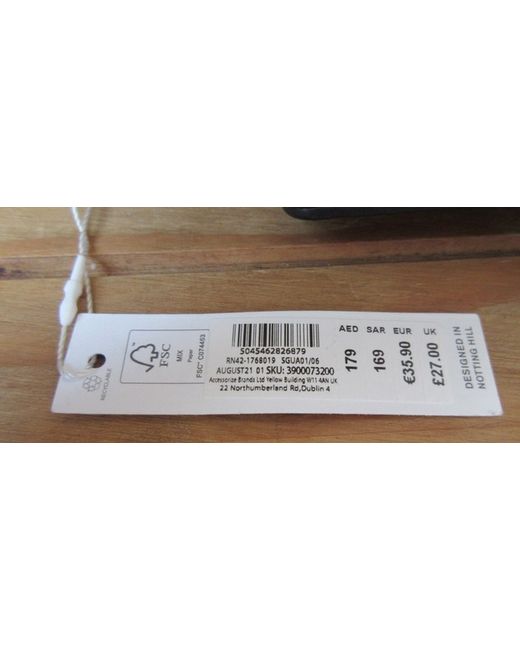 RECYCLABLE
FSC
MIX
Paper
FSC® C074453
5045462826879
RN42-1768019 SGUA01/06
AUGUST21 01 SKU: 3900073200
Accessorize Brands Ltd Yellow Building W11 4AN UK
22 Northumberland Rd,Dublin 4
AED SAR EUR UK
179 169 €35.90 £27.00
DESIGNED IN
NOTTING HILL